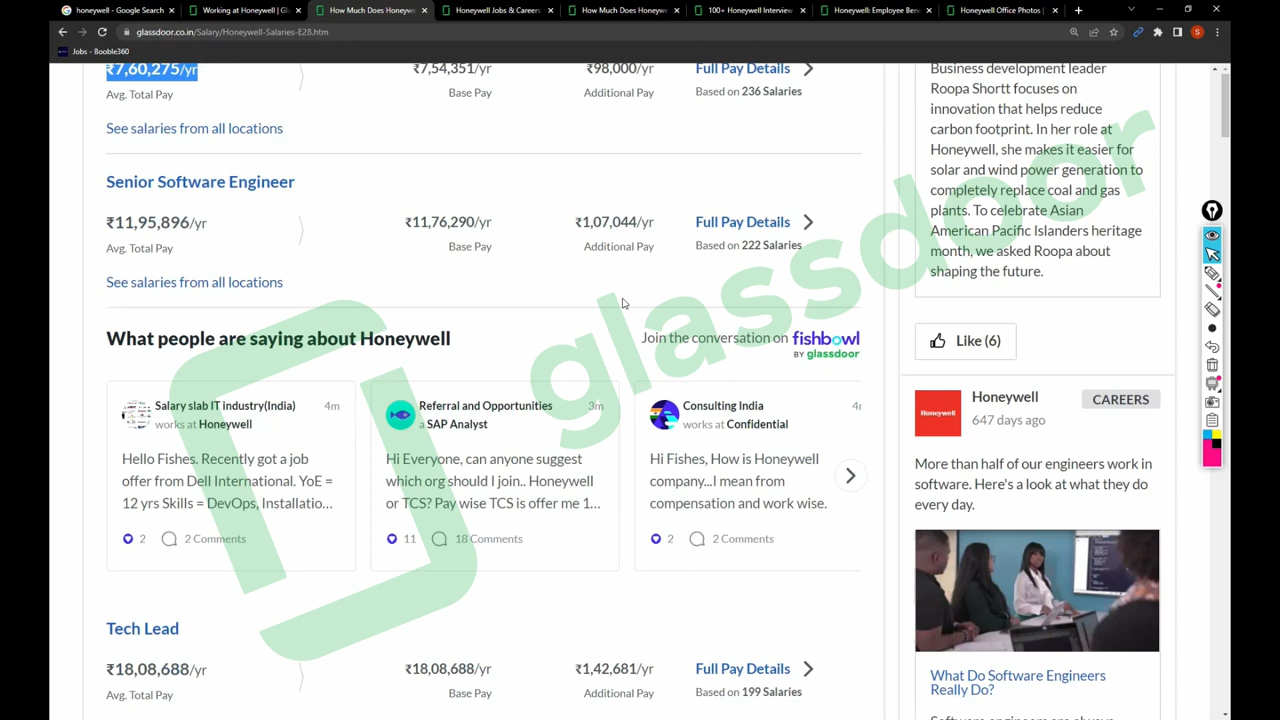 honeywell - Google Search
Working at Honeywell | Gl
How Much Does Honeyw
Honeywell Jobs & Careers
How Much Does Honeyw
100+ Honeywell Interview
Honeywell: Employee Ben
Honeywell Office Photos |
glassdoor.co.in/Salary/Honeywell-Salaries-E28.htm
S
Jobs - Booble360
₹7,60,275/yr
₹7,54,351/yr
₹98,000/yr
Full Pay Details
Avg. Total Pay
Base Pay
Additional Pay
Based on 236 Salaries
See salaries from all locations
Senior Software Engineer
₹11,95,896/yr
₹11,76,290/yr
₹1,07,044/yr
Full Pay Details
Avg. Total Pay
Base Pay
Additional Pay
Based on 222 Salaries
See salaries from all locations
What people are saying about Honeywell
Join the conversation on fishbowl
BY glassdoor
Salary slab IT industry(India)
4m
works at Honeywell
Hello Fishes. Recently got a job
offer from Dell International. YoE =
12 yrs Skills = DevOps, Installatio...
2
2 Comments
Referral and Opportunities
3m
a SAP Analyst
Hi Everyone, can anyone suggest
which org should I join.. Honeywell
or TCS? Pay wise TCS is offer me 1...
11
18 Comments
Consulting India
works at Confidential
Hi Fishes, How is Honeywell
company...I mean from
compensation and work wise.
2
2 Comments
Tech Lead
₹18,08,688/yr
₹18,08,688/yr
₹1,42,681/yr
Full Pay Details
Avg. Total Pay
Base Pay
Additional Pay
Based on 199 Salaries
Business development leader
Roopa Shortt focuses on
innovation that helps reduce
carbon footprint. In her role at
Honeywell, she makes it easier for
solar and wind power generation to
completely replace coal and gas
plants. To celebrate Asian
American Pacific Islanders heritage
month, we asked Roopa about
shaping the future.
Like (6)
Honeywell
Honeywell
CAREERS
647 days ago
More than half of our engineers work in
software. Here's a look at what they do
every day.
What Do Software Engineers
Really Do?
Software engineers are always
glassdoor